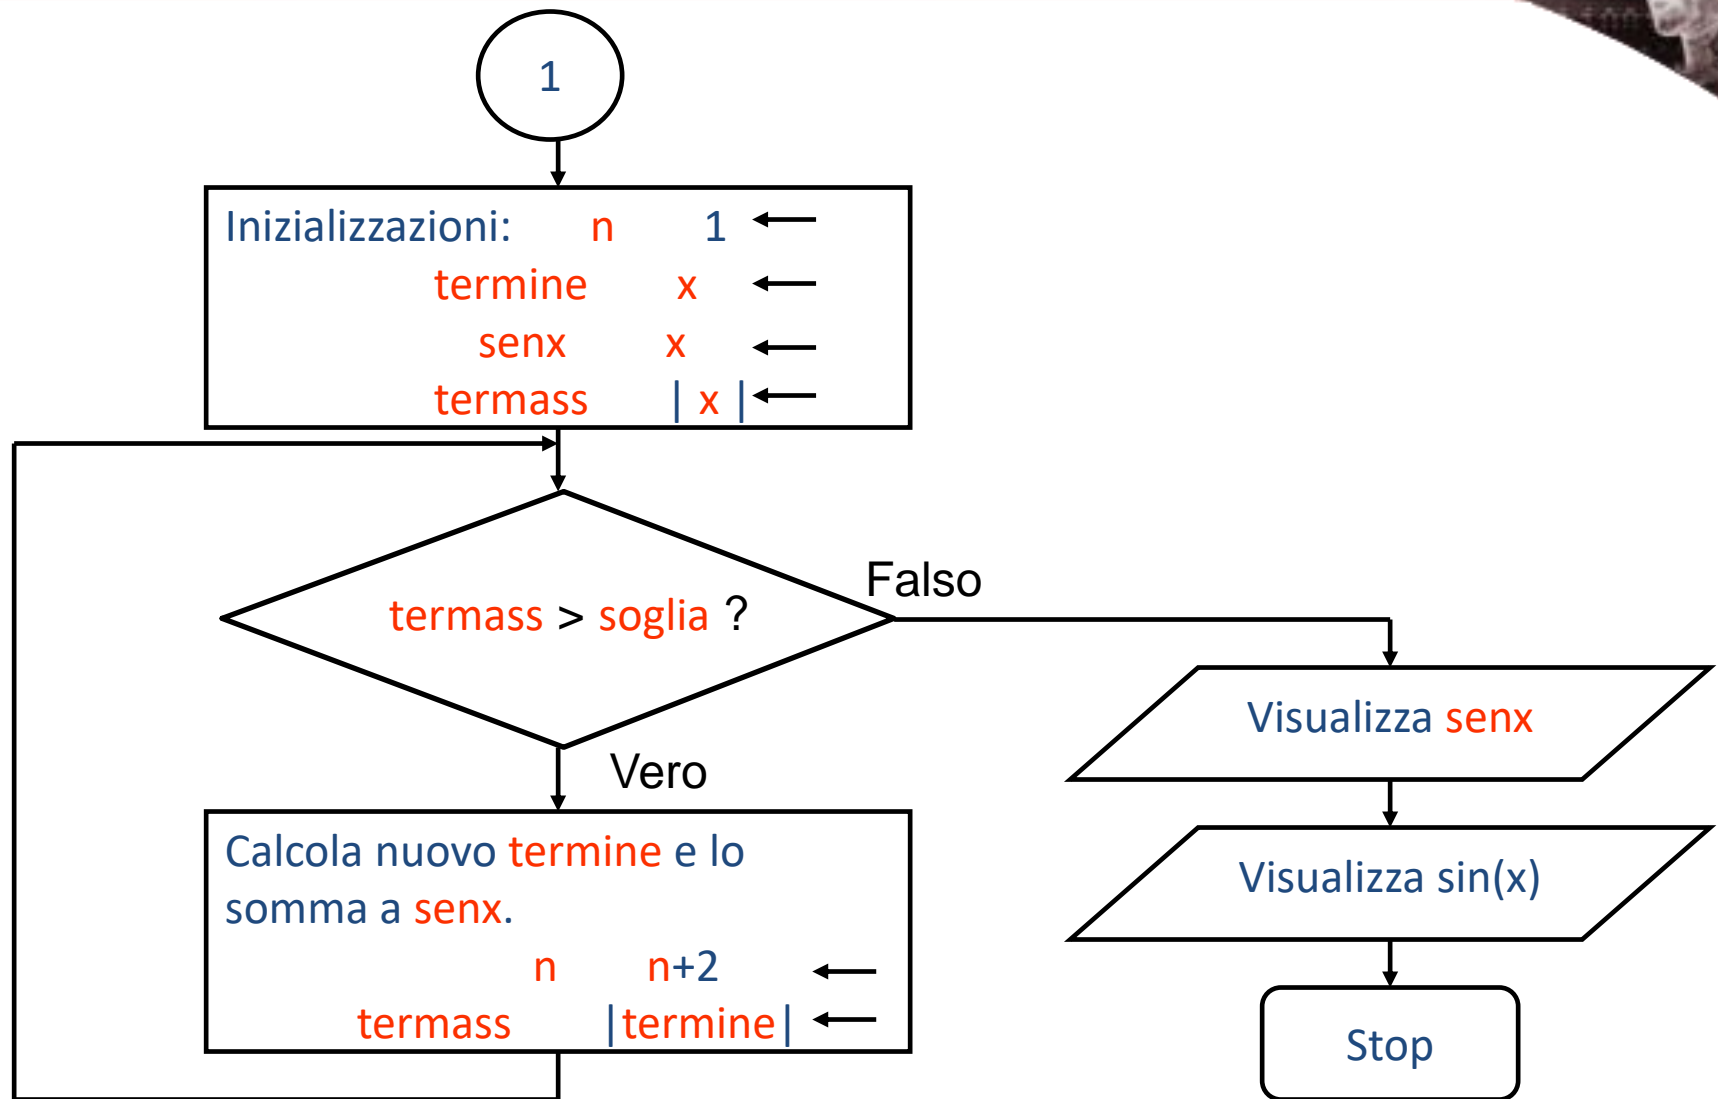 1
Inizializzazioni: n 1 ←
termine x ←
senx x ←
termass | x | ←
termass > soglia ?
Falso
Vero
Calcola nuovo termine e lo
somma a senx.
n n+2 ←
termass |termine| ←
Visualizza senx
Visualizza sin(x)
Stop